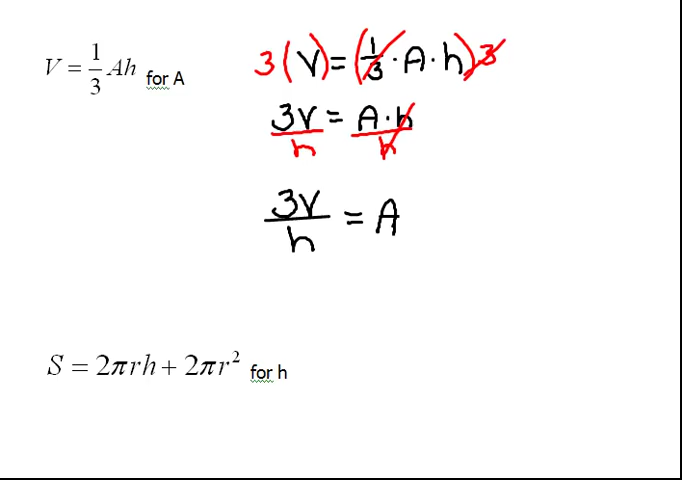 V = 1/3 Ah for A
3(V) = (1/3 · A · h)3
3V/h = A · h/h
3V/h = A
S = 2πrh + 2πr² for h